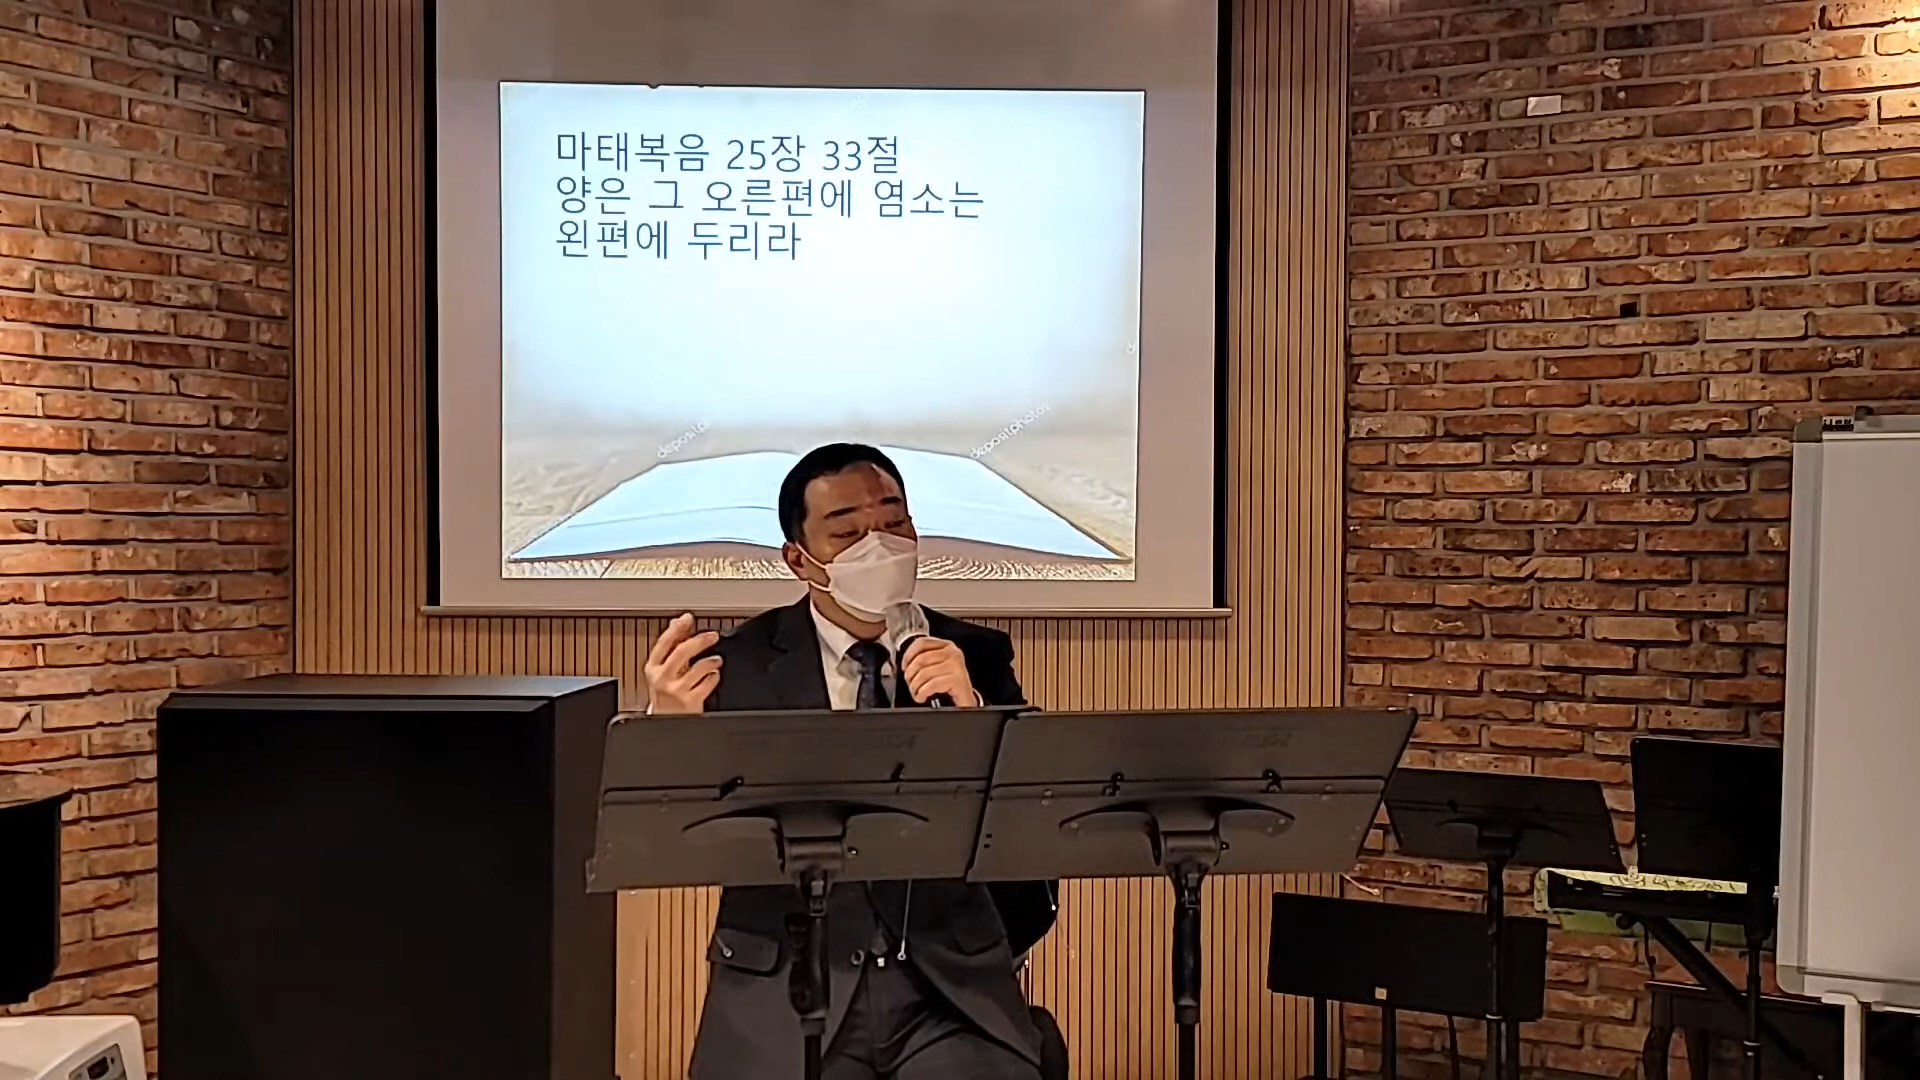 마태복음 25장 33절
양은 그 오른편에 염소는
왼편에 두리라
depositphotos